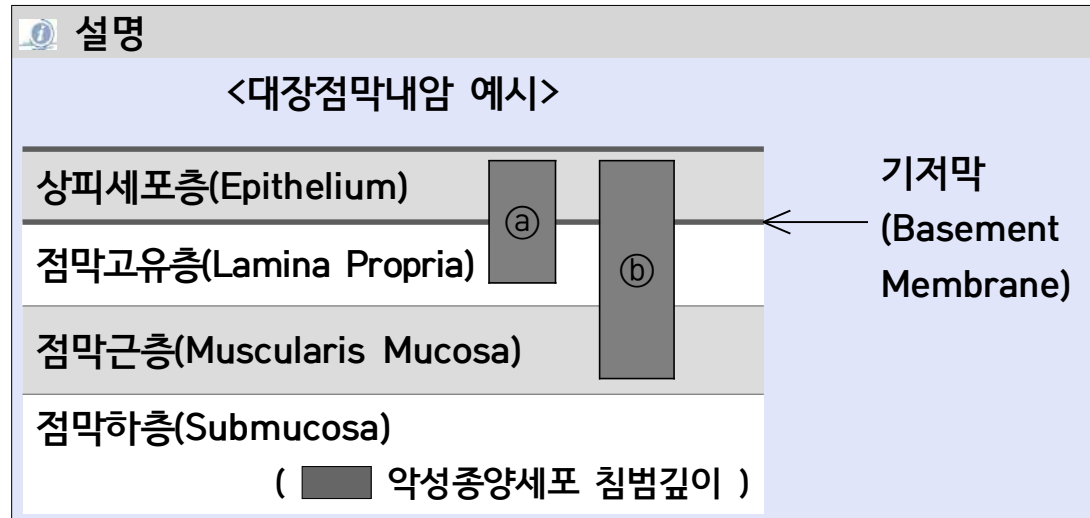 설명
<대장점막내암 예시>
상피세포층(Epithelium)
ⓐ
기저막
(Basement
Membrane)
점막고유층(Lamina Propria)
ⓑ
점막근층(Muscularis Mucosa)
점막하층(Submucosa)
( 악성종양세포 침범깊이 )